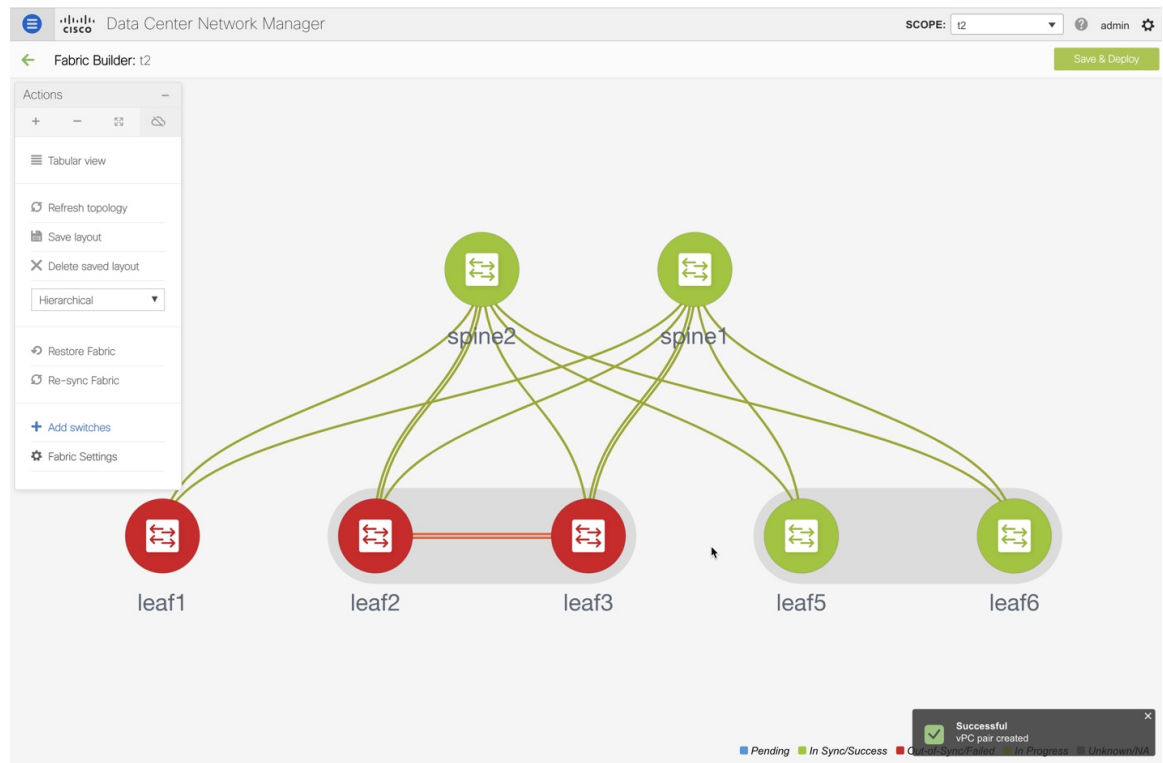 cisco Data Center Network Manager SCOPE: t2 admin
Fabric Builder: t2 Save & Deploy
Actions
Tabular view
Refresh topology
Save layout
Delete saved layout
Hierarchical
Restore Fabric
Re-sync Fabric
Add switches
Fabric Settings
spine2 spine1
leaf1 leaf2 leaf3 leaf5 leaf6
Successful
vPC pair created
Pending In Sync/Success Out-of-Sync/Failed In Progress Unknown/NA